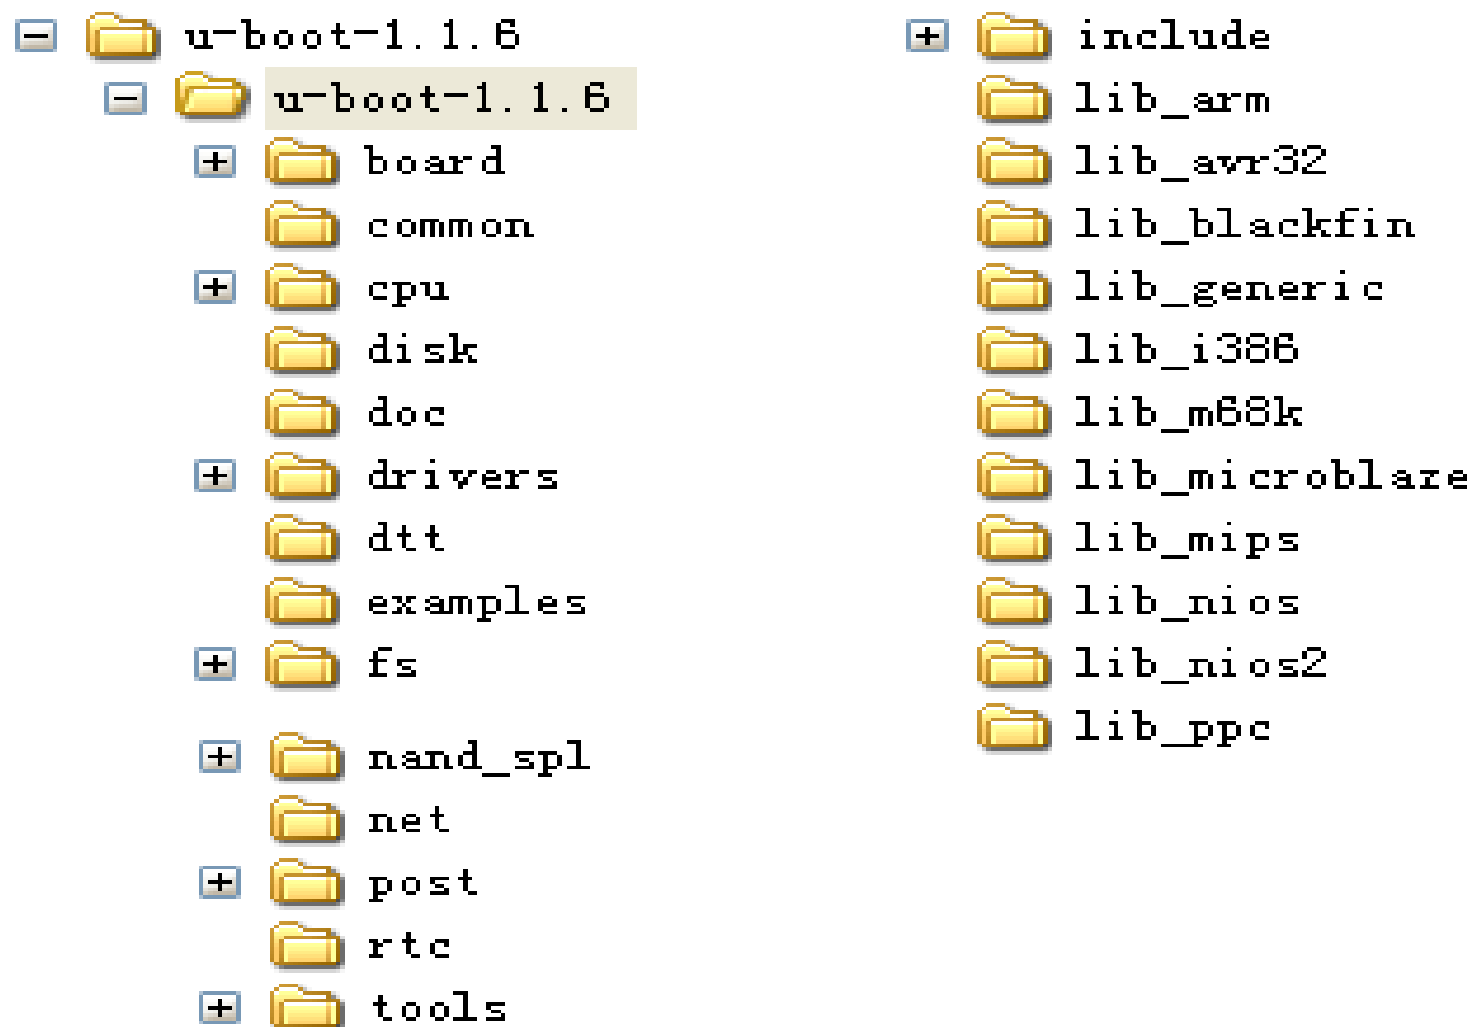 u-boot-1.1.6
u-boot-1.1.6
board
common
cpu
disk
doc
drivers
dtt
examples
fs
nand_spl
net
post
rtc
tools
include
lib_arm
lib_avr32
lib_blackfin
lib_generic
lib_i386
lib_m68k
lib_microblaze
lib_mips
lib_nios
lib_nios2
lib_ppc